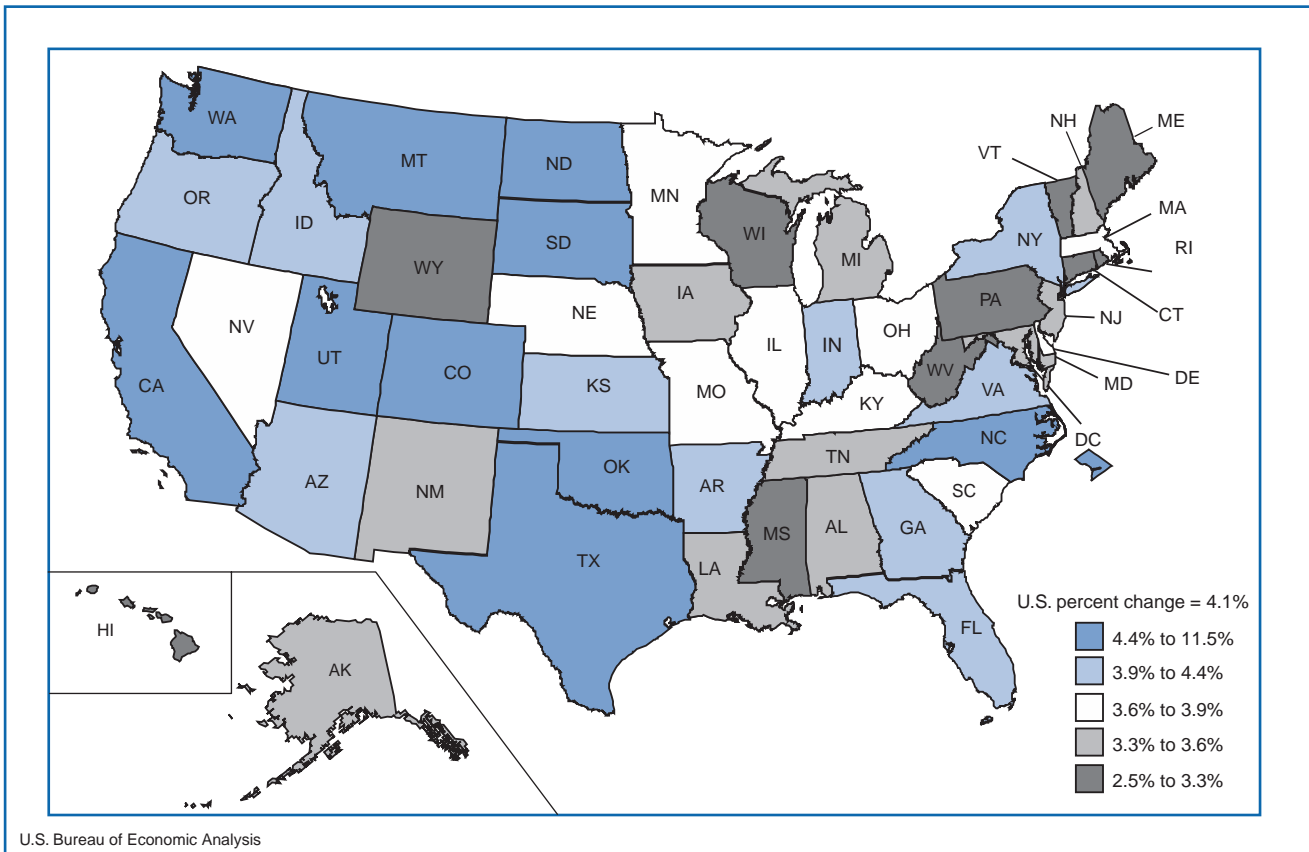 WA
MT
ND
MN
OR
ID
SD
WY
WI
MI
NH
ME
VT
MA
NY
RI
IA
NE
PA
NJ
CT
NV
UT
CO
IL
IN
OH
CA
KS
MO
WV
VA
MD
DE
KY
NC
DC
AZ
NM
OK
AR
TN
SC
MS
AL
GA
TX
LA
FL
HI
AK
U.S. percent change = 4.1%
4.4% to 11.5%
3.9% to 4.4%
3.6% to 3.9%
3.3% to 3.6%
2.5% to 3.3%
U.S. Bureau of Economic Analysis